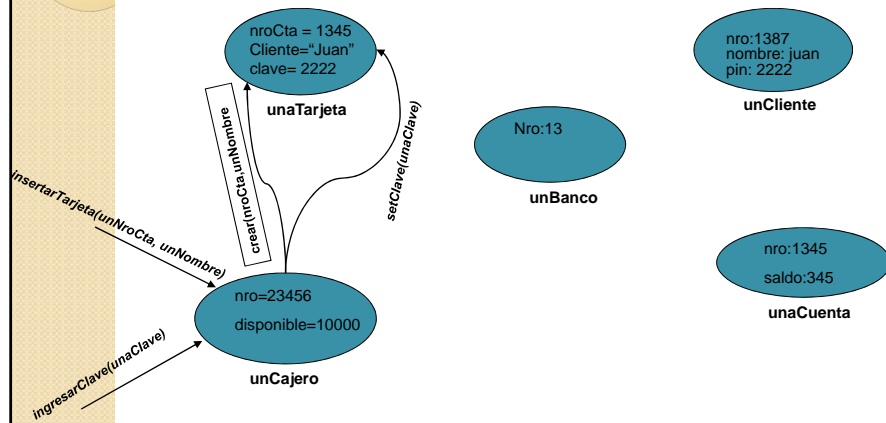 nroCta = 1345
Cliente=“Juan”
clave= 2222
unaTarjeta
nro:1387
nombre: juan
pin: 2222
unCliente
Nro:13
unBanco
crear(nroCta,unNombre
setClave(unaClave)
insertarTarjeta(unNroCta, unNombre)
nro:1345
saldo:345
unaCuenta
nro=23456
disponible=10000
unCajero
ingresarClave(unaClave)